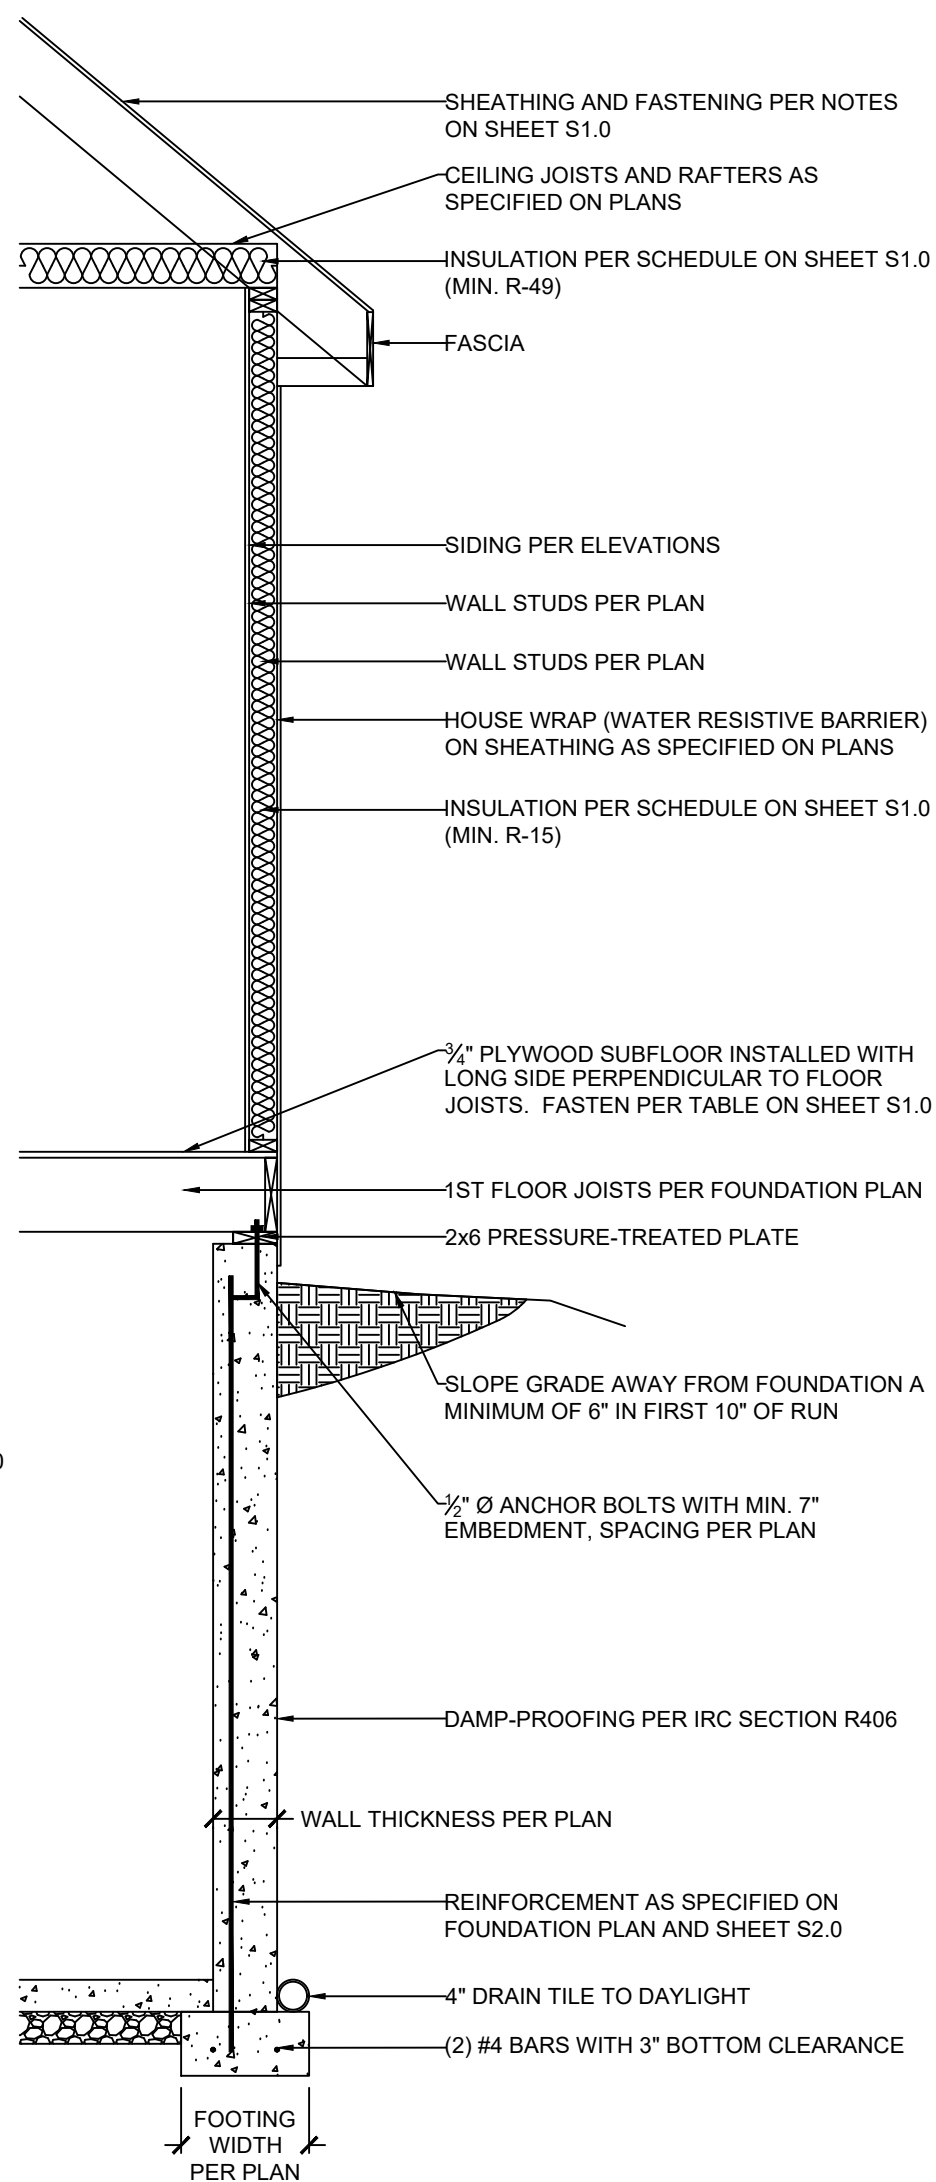 SHEATHING AND FASTENING PER NOTES
ON SHEET S1.0
CEILING JOISTS AND RAFTERS AS
SPECIFIED ON PLANS
INSULATION PER SCHEDULE ON SHEET S1.0
(MIN. R-49)
FASCIA
SIDING PER ELEVATIONS
WALL STUDS PER PLAN
WALL STUDS PER PLAN
HOUSE WRAP (WATER RESISTIVE BARRIER)
ON SHEATHING AS SPECIFIED ON PLANS
INSULATION PER SCHEDULE ON SHEET S1.0
(MIN. R-15)
¾" PLYWOOD SUBFLOOR INSTALLED WITH
LONG SIDE PERPENDICULAR TO FLOOR
JOISTS. FASTEN PER TABLE ON SHEET S1.0
1ST FLOOR JOISTS PER FOUNDATION PLAN
2x6 PRESSURE-TREATED PLATE
SLOPE GRADE AWAY FROM FOUNDATION A
MINIMUM OF 6" IN FIRST 10" OF RUN
½" Ø ANCHOR BOLTS WITH MIN. 7"
EMBEDMENT, SPACING PER PLAN
DAMP-PROOFING PER IRC SECTION R406
WALL THICKNESS PER PLAN
REINFORCEMENT AS SPECIFIED ON
FOUNDATION PLAN AND SHEET S2.0
4" DRAIN TILE TO DAYLIGHT
(2) #4 BARS WITH 3" BOTTOM CLEARANCE
FOOTING
WIDTH
PER PLAN